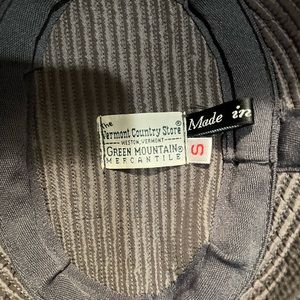 The
Vermont Country Store®
WESTON, VERMONT
GREEN MOUNTAIN®
MERCANTILE
Made in
S